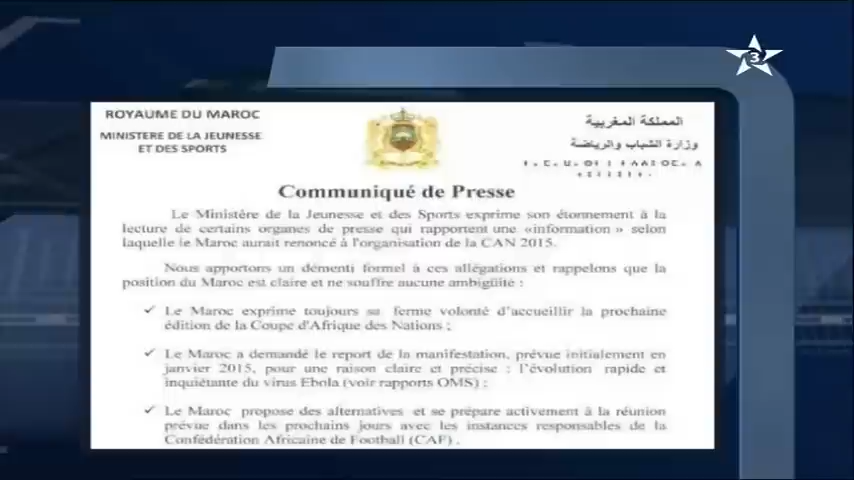 3
ROYAUME DU MAROC
MINISTERE DE LA JEUNESSE
ET DES SPORTS
المملكة المغربية
وزارة الشباب والرياضة
Communiqué de Presse
Le Ministère de la Jeunesse et des Sports exprime son étonnement à la
lecture de certains organes de presse qui rapportent une «information » selon
laquelle le Maroc aurait renoncé à l'organisation de la CAN 2015.
Nous apportons un démenti formel à ces allégations et rappelons que la
position du Maroc est claire et ne souffre aucune ambigüité :
✓ Le Maroc exprime toujours sa ferme volonté d'accueillir la prochaine
édition de la Coupe d'Afrique des Nations ;
✓ Le Maroc a demandé le report de la manifestation, prévue initialement en
janvier 2015, pour une raison claire et précise : l'évolution rapide et
inquiétante du virus Ebola (voir rapports OMS) ;
✓ Le Maroc propose des alternatives et se prépare activement à la réunion
prévue dans les prochains jours avec les instances responsables de la
Confédération Africaine de Football (CAF) .